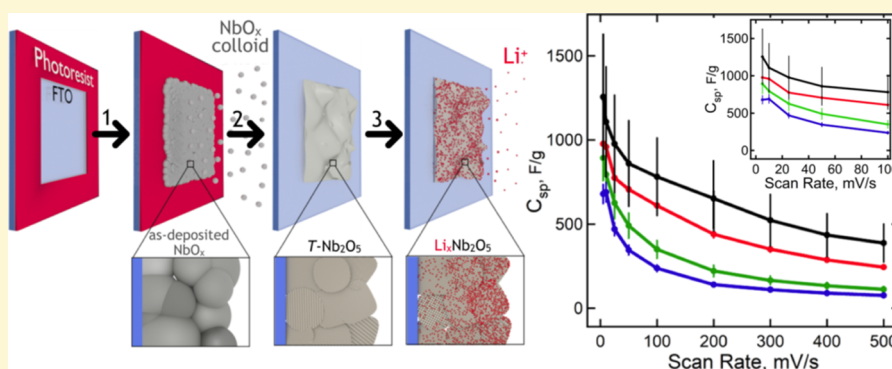 Photoresist
FTO
1
as-deposited
NbOₓ
NbOₓ
colloid
2
T-Nb₂O₅
3
Li⁺
LiₓNb₂O₅
Cₛₚ, F/g
1500
1000
500
0
0
100
200
300
400
500
Scan Rate, mV/s
Cₛₚ, F/g
1500
1000
500
0
0
20
40
60
80
100
Scan Rate, mV/s